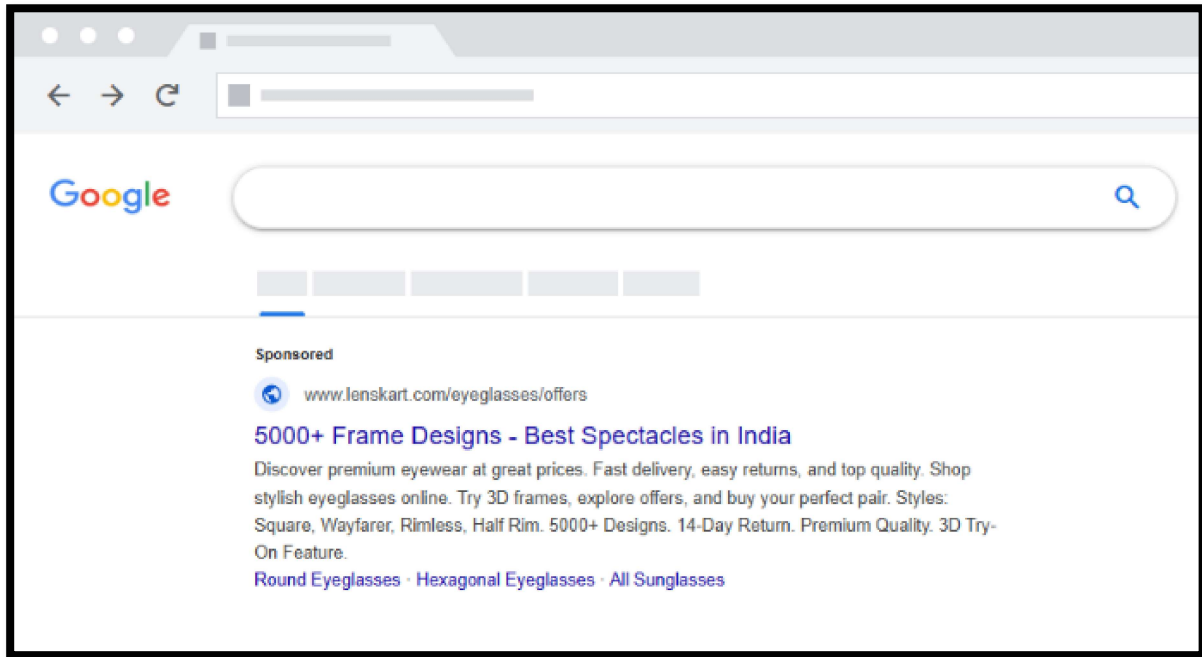 Google
Sponsored
www.lenskart.com/eyeglasses/offers
5000+ Frame Designs - Best Spectacles in India
Discover premium eyewear at great prices. Fast delivery, easy returns, and top quality. Shop
stylish eyeglasses online. Try 3D frames, explore offers, and buy your perfect pair. Styles:
Square, Wayfarer, Rimless, Half Rim. 5000+ Designs. 14-Day Return. Premium Quality. 3D Try-
On Feature.
Round Eyeglasses · Hexagonal Eyeglasses · All Sunglasses